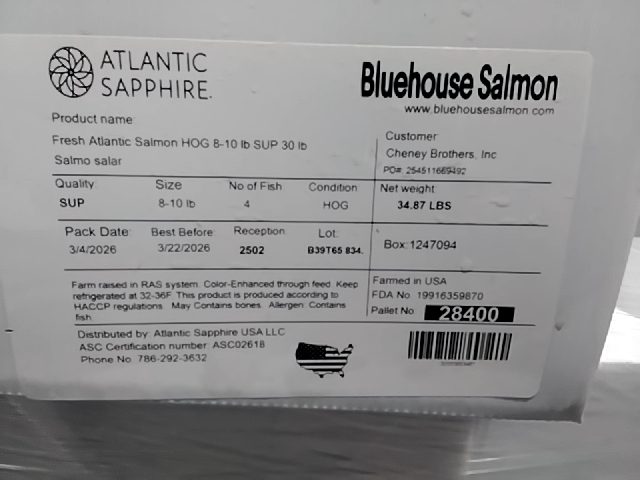 ATLANTIC
SAPPHIRE.
Bluehouse Salmon
www.bluehousesalmon.com
Product name:
Fresh Atlantic Salmon HOG 8-10 lb SUP 30 lb
Salmo salar
Customer
Cheney Brothers, Inc
PO#: 254511669492
Quality: Size No of Fish Condition
SUP 8-10 lb 4 HOG
Net weight:
34.87 LBS
Pack Date: Best Before: Reception: Lot:
3/4/2026 3/22/2026 2502 B39T65 834.
Box: 1247094
Farm raised in RAS system. Color-Enhanced through feed. Keep
refrigerated at 32-36F. This product is produced according to
HACCP regulations. May Contains bones. Allergen: Contains
fish.
Farmed in USA
FDA No 19916359870
Pallet No 28400
Distributed by: Atlantic Sapphire USA LLC
ASC Certification number: ASC02618
Phone No: 786-292-3632